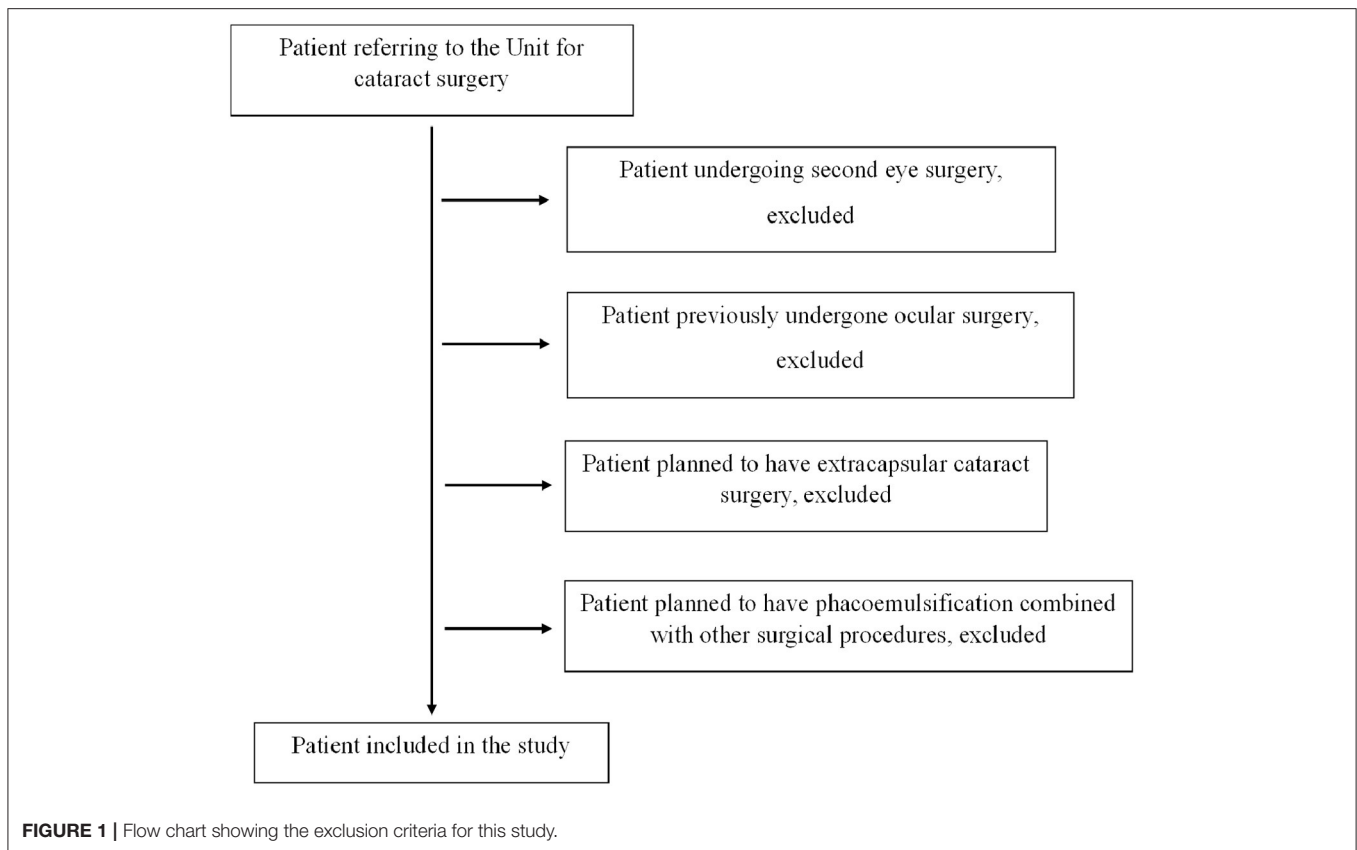 Patient referring to the Unit for
cataract surgery
Patient undergoing second eye surgery,
excluded
Patient previously undergone ocular surgery,
excluded
Patient planned to have extracapsular cataract
surgery, excluded
Patient planned to have phacoemulsification combined
with other surgical procedures, excluded
Patient included in the study
FIGURE 1 | Flow chart showing the exclusion criteria for this study.